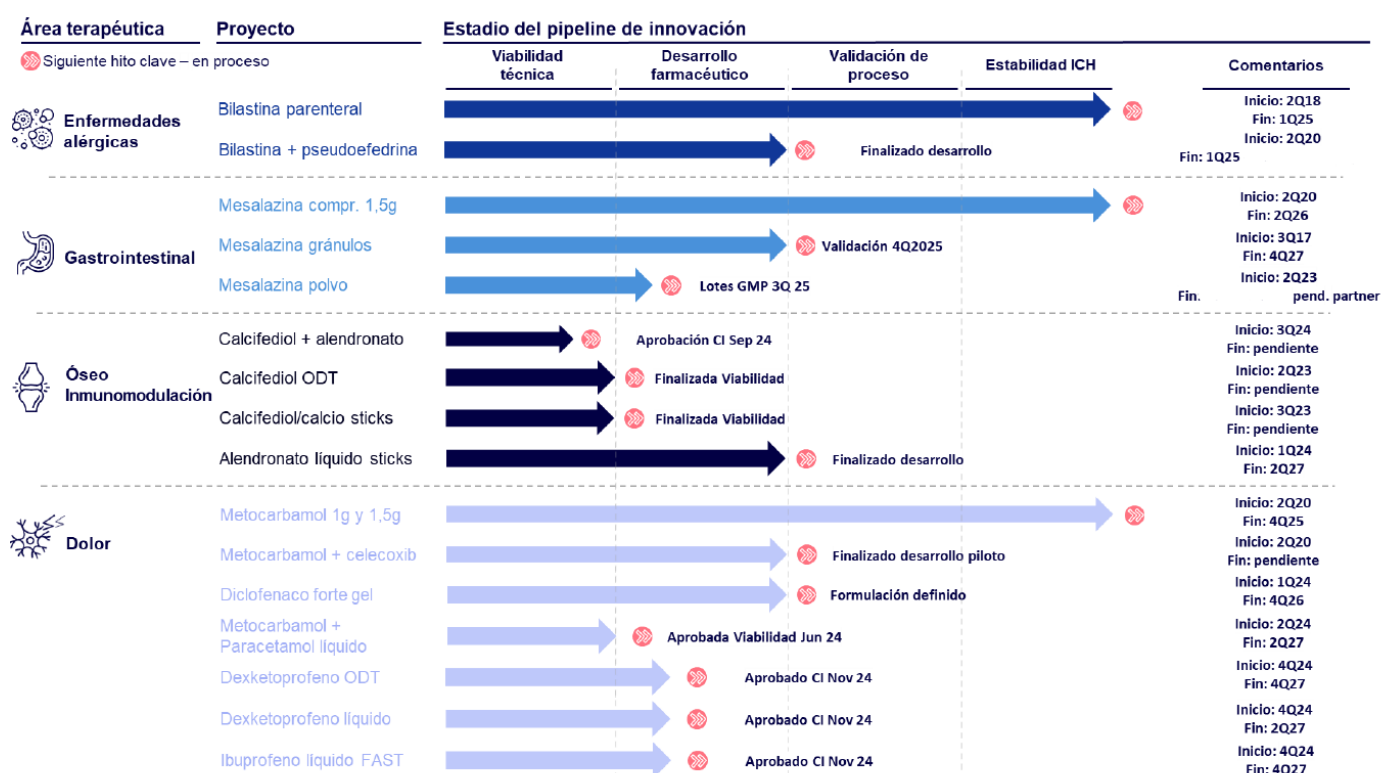 Área terapéutica Proyecto Estadio del pipeline de innovación
Siguiente hito clave – en proceso
Viabilidad técnica
Desarrollo farmacéutico
Validación de proceso
Estabilidad ICH
Comentarios
Enfermedades alérgicas
Bilastina parenteral
Inicio: 2Q18
Fin: 1Q25
Bilastina + pseudoefedrina
Finalizado desarrollo
Inicio: 2Q20
Fin: 1Q25
Gastrointestinal
Mesalazina compr. 1,5g
Inicio: 2Q20
Fin: 2Q26
Mesalazina gránulos
Validación 4Q2025
Inicio: 3Q17
Fin: 4Q27
Mesalazina polvo
Lotes GMP 3Q 25
Inicio: 2Q23
Fin. pend. partner
Óseo
Inmunomodulación
Calcifediol + alendronato
Aprobación CI Sep 24
Inicio: 3Q24
Fin: pendiente
Calcifediol ODT
Finalizada Viabilidad
Inicio: 2Q23
Fin: pendiente
Calcifediol/calcio sticks
Finalizada Viabilidad
Inicio: 3Q23
Fin: pendiente
Alendronato líquido sticks
Finalizado desarrollo
Inicio: 1Q24
Fin: 2Q27
Dolor
Metocarbamol 1g y 1,5g
Inicio: 2Q20
Fin: 4Q25
Metocarbamol + celecoxib
Finalizado desarrollo piloto
Inicio: 2Q20
Fin: pendiente
Diclofenaco forte gel
Formulación definido
Inicio: 1Q24
Fin: 4Q26
Metocarbamol +
Paracetamol líquido
Aprobada Viabilidad Jun 24
Inicio: 2Q24
Fin: 2Q27
Dexketoprofeno ODT
Aprobado CI Nov 24
Inicio: 4Q24
Fin: 4Q27
Dexketoprofeno líquido
Aprobado CI Nov 24
Inicio: 4Q24
Fin: 2Q27
Ibuprofeno líquido FAST
Aprobado CI Nov 24
Inicio: 4Q24
Fin: 4Q27